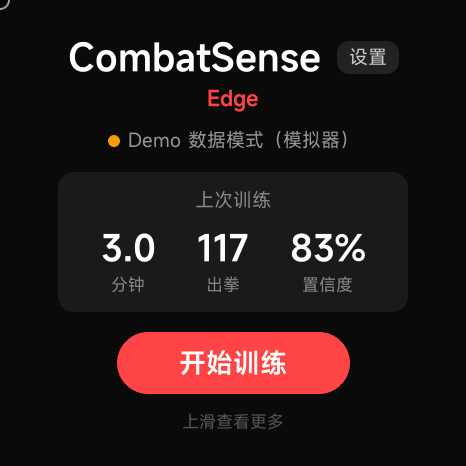 CombatSense 设置
Edge
Demo 数据模式（模拟器）
上次训练
3.0 117 83%
分钟 出拳 置信度
开始训练
上滑查看更多